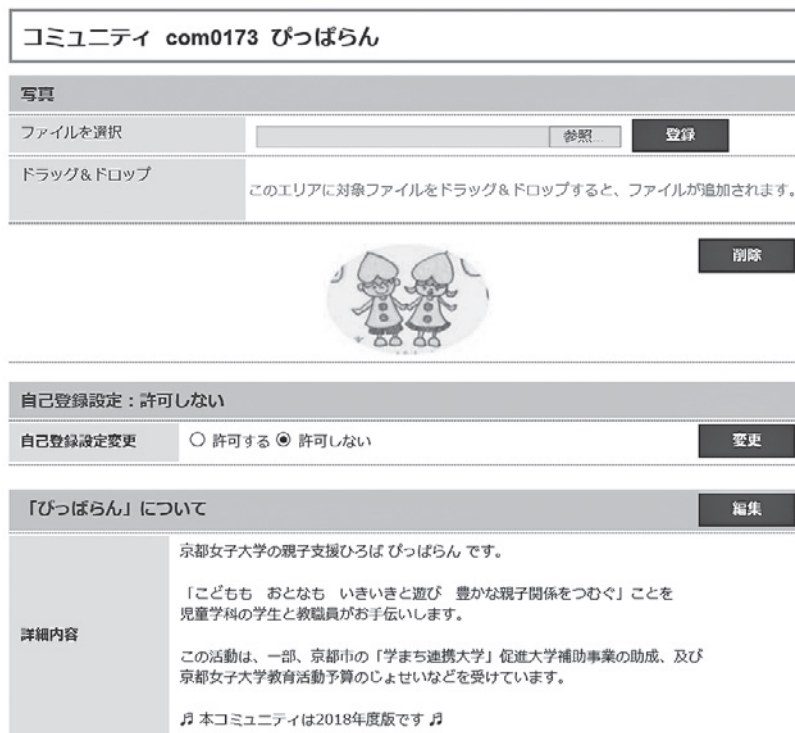 コミュニティ com0173 ぴっぱらん
写真
ファイルを選択
参照...
登録
ドラッグ&ドロップ
このエリアに対象ファイルをドラッグ&ドロップすると、ファイルが追加されます。
削除
自己登録設定：許可しない
自己登録設定変更
許可する
許可しない
変更
「ぴっぱらん」について
編集
詳細内容
京都女子大学の親子支援ひろば ぴっぱらん です。
「こどもも おとなも いきいきと遊び 豊かな親子関係をつむぐ」ことを
児童学科の学生と教職員がお手伝いします。
この活動は、一部、京都市の「学まち連携大学」促進大学補助事業の助成、及び
京都女子大学教育活動予算のじょせいなどを受けています。
♬ 本コミュニティは2018年度版です ♬